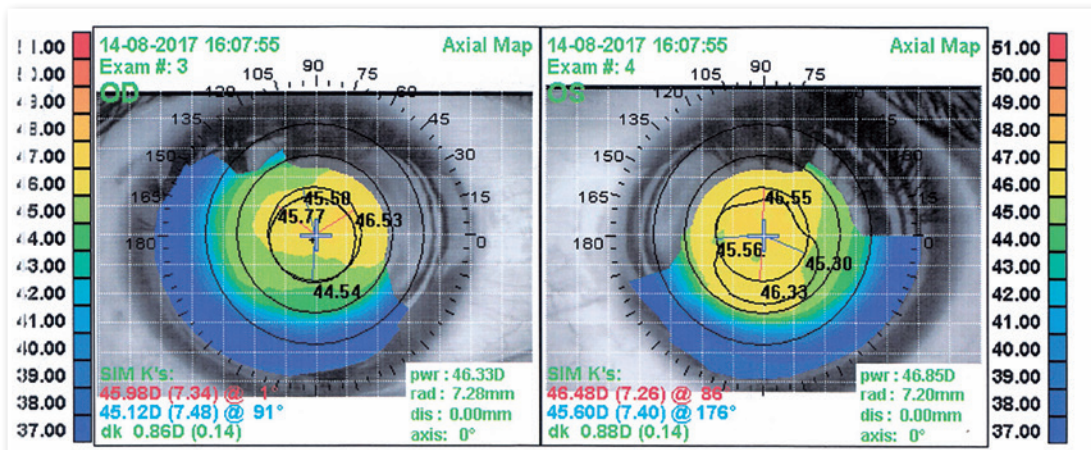 14-08-2017 16:07:55 Axial Map
Exam #: 3
OD
90
105 75
120 60
135 45
150 30
165 15
180 0
45.50
45.77 46.53
44.54
SIM K's:
45.98D (7.34) @ 1°
45.12D (7.48) @ 91°
dk 0.86D (0.14)
pwr : 46.33D
rad : 7.28mm
dis : 0.00mm
axis: 0°
14-08-2017 16:07:55 Axial Map
Exam #: 4
OS
90
105 75
135
150 30
165 15
180 0
46.55
45.56 45.30
46.33
SIM K's:
46.48D (7.26) @ 86
45.60D (7.40) @ 176°
dk 0.88D (0.14)
pwr : 46.85D
rad : 7.20mm
dis : 0.00mm
axis: 0°
47.00
46.00
45.00
44.00
43.00
42.00
41.00
40.00
39.00
38.00
37.00
51.00
50.00
49.00
48.00
47.00
46.00
45.00
44.00
43.00
42.00
41.00
40.00
39.00
38.00
37.00